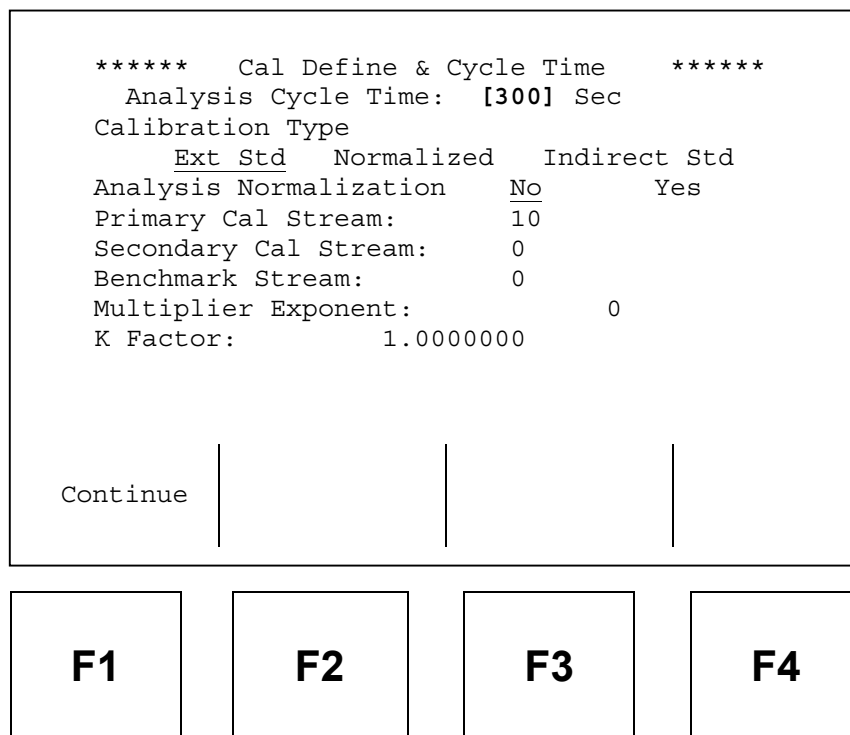 ****** Cal Define & Cycle Time ******
Analysis Cycle Time: [300] Sec
Calibration Type
Ext Std Normalized Indirect Std
Analysis Normalization No Yes
Primary Cal Stream: 10
Secondary Cal Stream: 0
Benchmark Stream: 0
Multiplier Exponent: 0
K Factor: 1.0000000
Continue
F1 F2 F3 F4